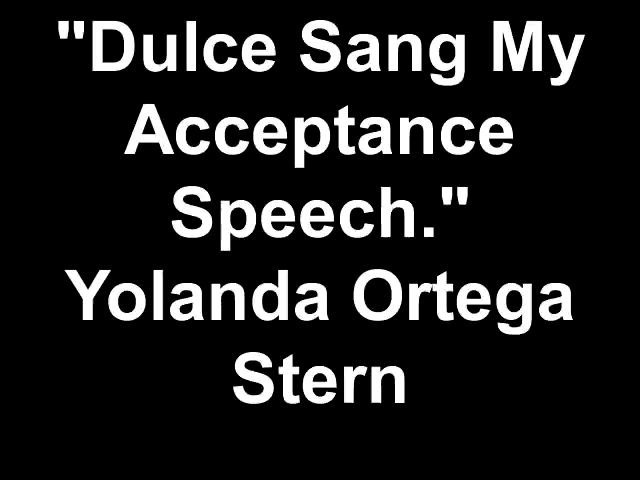 "Dulce Sang My
Acceptance
Speech."
Yolanda Ortega
Stern